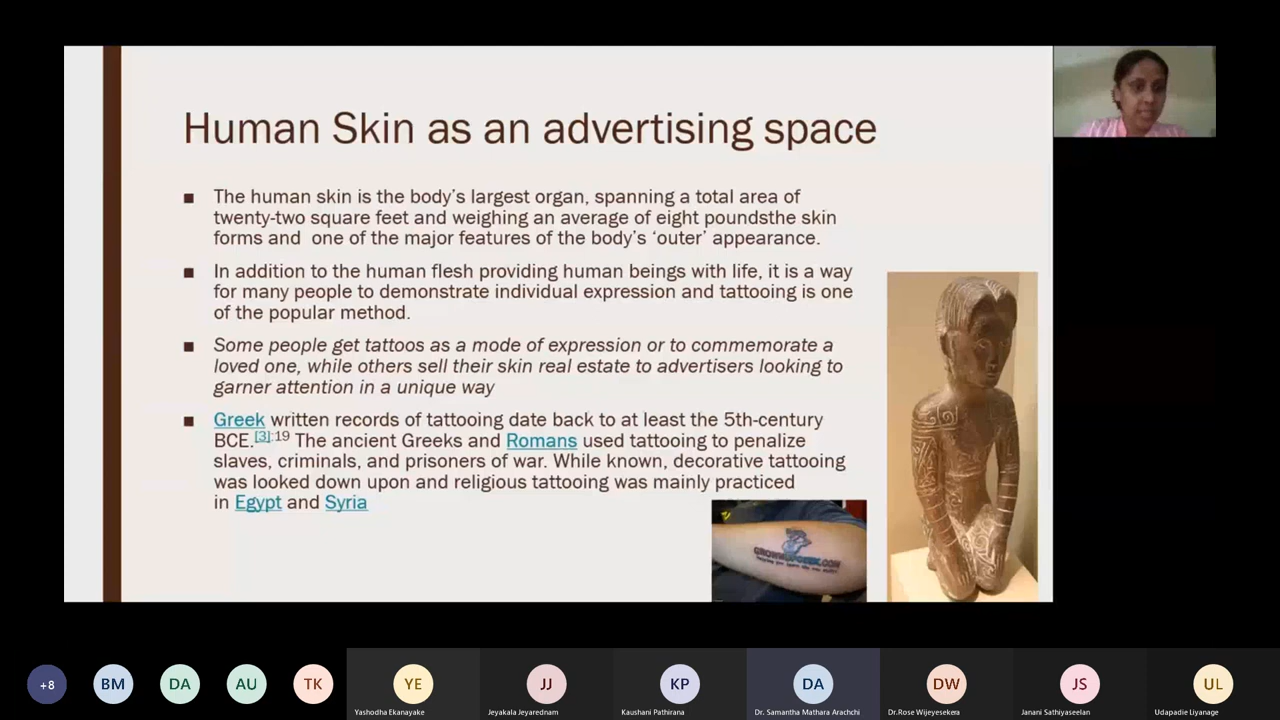 Human Skin as an advertising space
The human skin is the body's largest organ, spanning a total area of
twenty-two square feet and weighing an average of eight poundsthe skin
forms and  one of the major features of the body's 'outer' appearance.
In addition to the human flesh providing human beings with life, it is a way
for many people to demonstrate individual expression and tattooing is one
of the popular method.
Some people get tattoos as a mode of expression or to commemorate a
loved one, while others sell their skin real estate to advertisers looking to
garner attention in a unique way
Greek written records of tattooing date back to at least the 5th-century
BCE.[3]:19 The ancient Greeks and Romans used tattooing to penalize
slaves, criminals, and prisoners of war. While known, decorative tattooing
was looked down upon and religious tattooing was mainly practiced
in Egypt and Syria
+8
BM
DA
AU
TK
YE
JJ
KP
DA
DW
JS
UL
Yashodha Ekanayake
Jeyakala Jeyarednam
Kaushani Pathirana
Dr. Samantha Mathara Arachchi
Dr.Rose Wijeyesekera
Janani Sathiyaseelan
Udapadie Liyanage